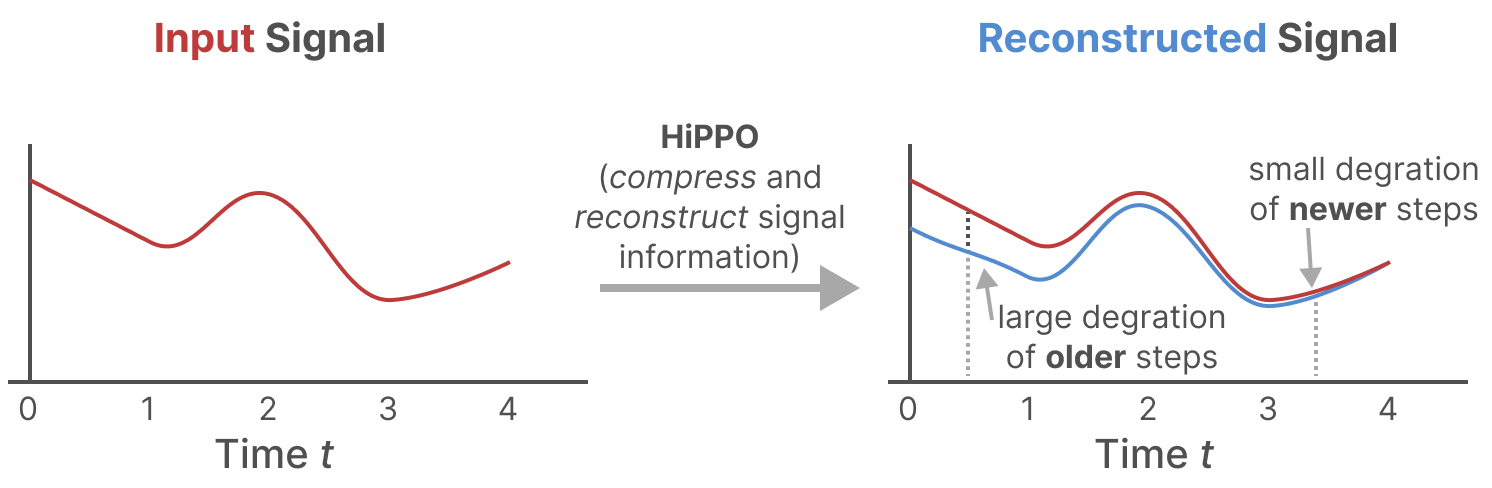 Input Signal
Reconstructed Signal
HiPPO
(compress and
reconstruct signal
information)
small degration
of newer steps
large degration
of older steps
0 1 2 3 4
Time t
0 1 2 3 4
Time t